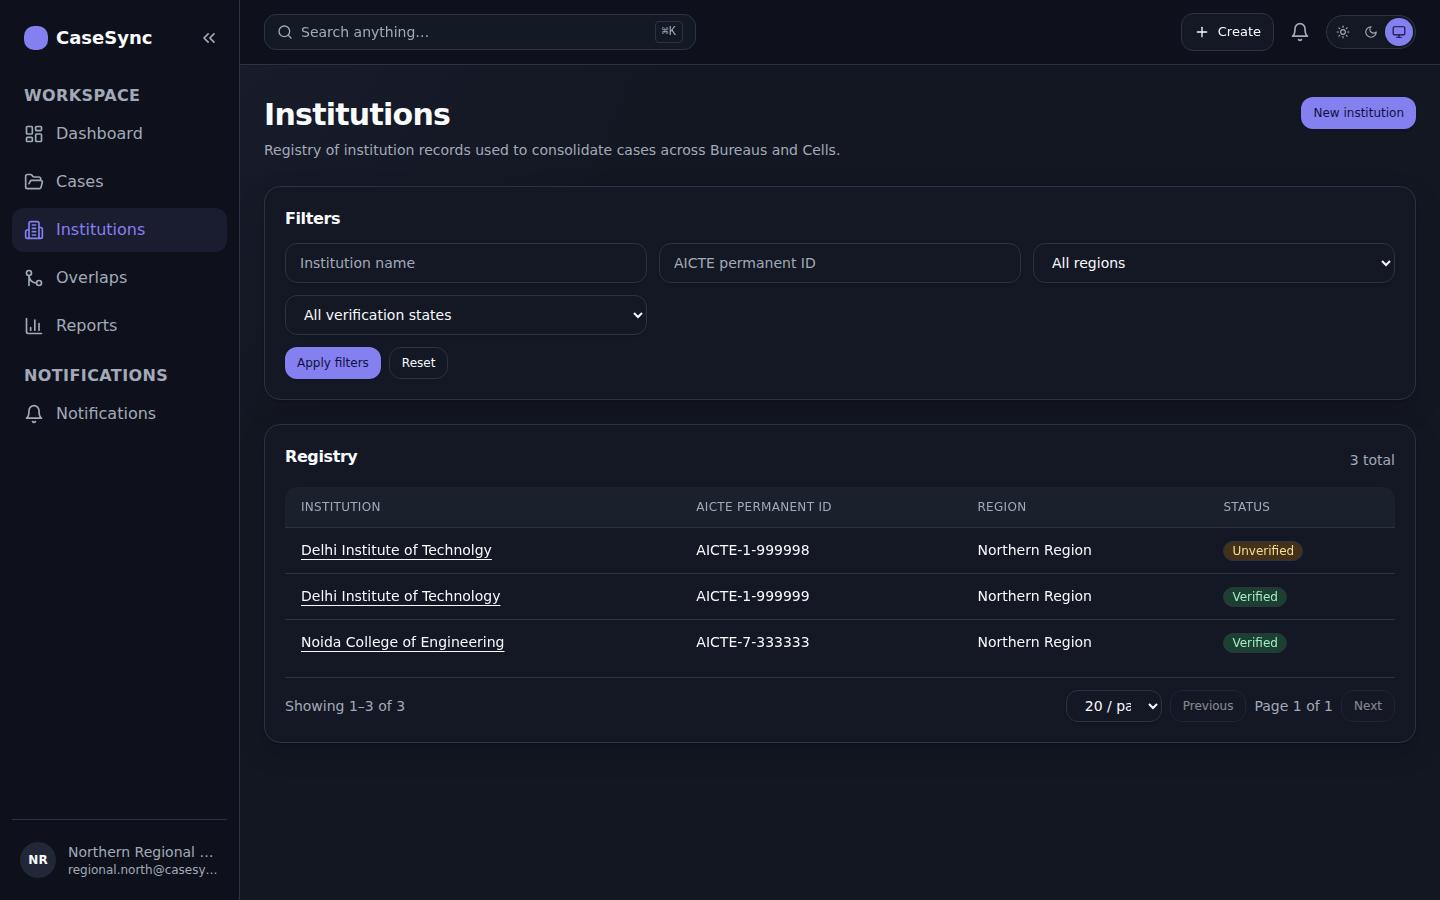 CaseSync
Search anything...
⌘K
Create
WORKSPACE
Dashboard
Cases
Institutions
Overlaps
Reports
NOTIFICATIONS
Notifications
NR
Northern Regional ...
regional.north@casesy...
Institutions
New institution
Registry of institution records used to consolidate cases across Bureaus and Cells.
Filters
Institution name
AICTE permanent ID
All regions
All verification states
Apply filters
Reset
Registry
3 total
INSTITUTION AICTE PERMANENT ID REGION STATUS
Delhi Institute of Technolgy AICTE-1-999998 Northern Region Unverified
Delhi Institute of Technology AICTE-1-999999 Northern Region Verified
Noida College of Engineering AICTE-7-333333 Northern Region Verified
Showing 1–3 of 3
20 / pa
Previous
Page 1 of 1
Next